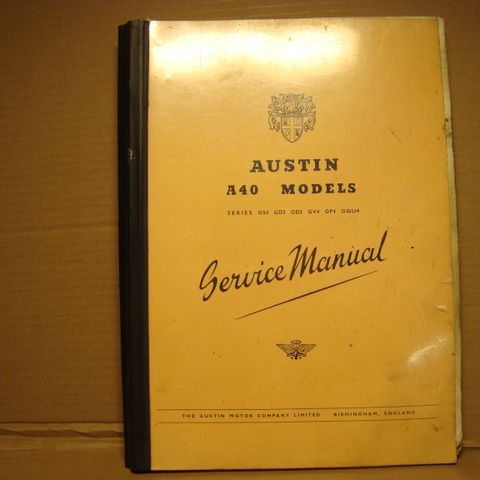 AUSTIN
A40 MODELS
SERIES GS4 GD3 GD5 GV4 GP4 GQU4
Service Manual
THE AUSTIN MOTOR COMPANY LIMITED BIRMINGHAM, ENGLAND